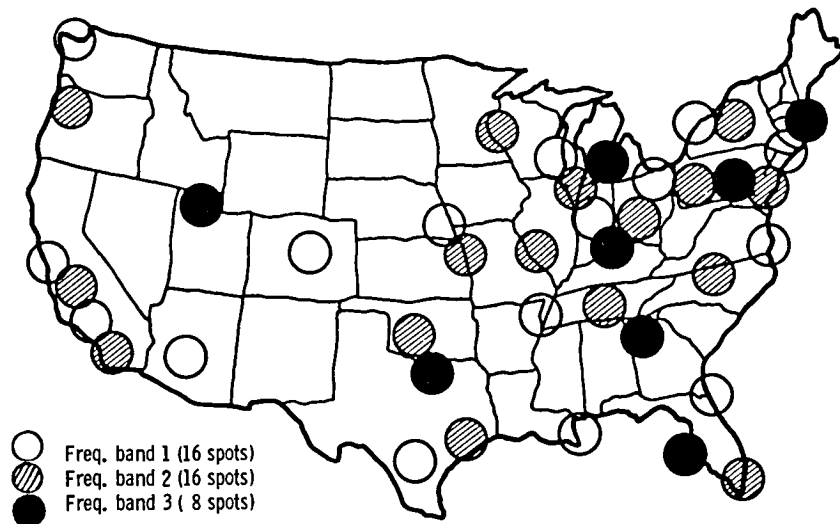 Freq. band 1 (16 spots)
Freq. band 2 (16 spots)
Freq. band 3 ( 8 spots)